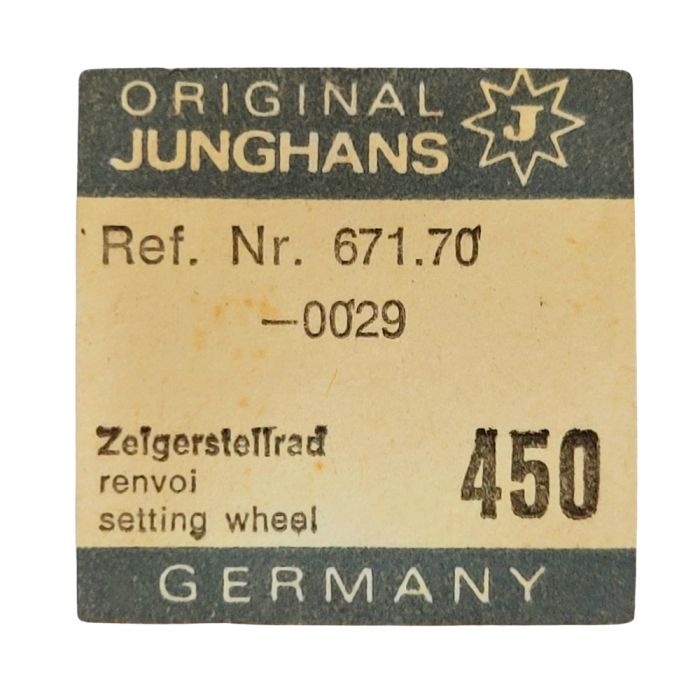 ORIGINAL
JUNGHANS
J
Ref. Nr. 671.70
—0029
Zeigerstellrad
renvoi
setting wheel
450
GERMANY